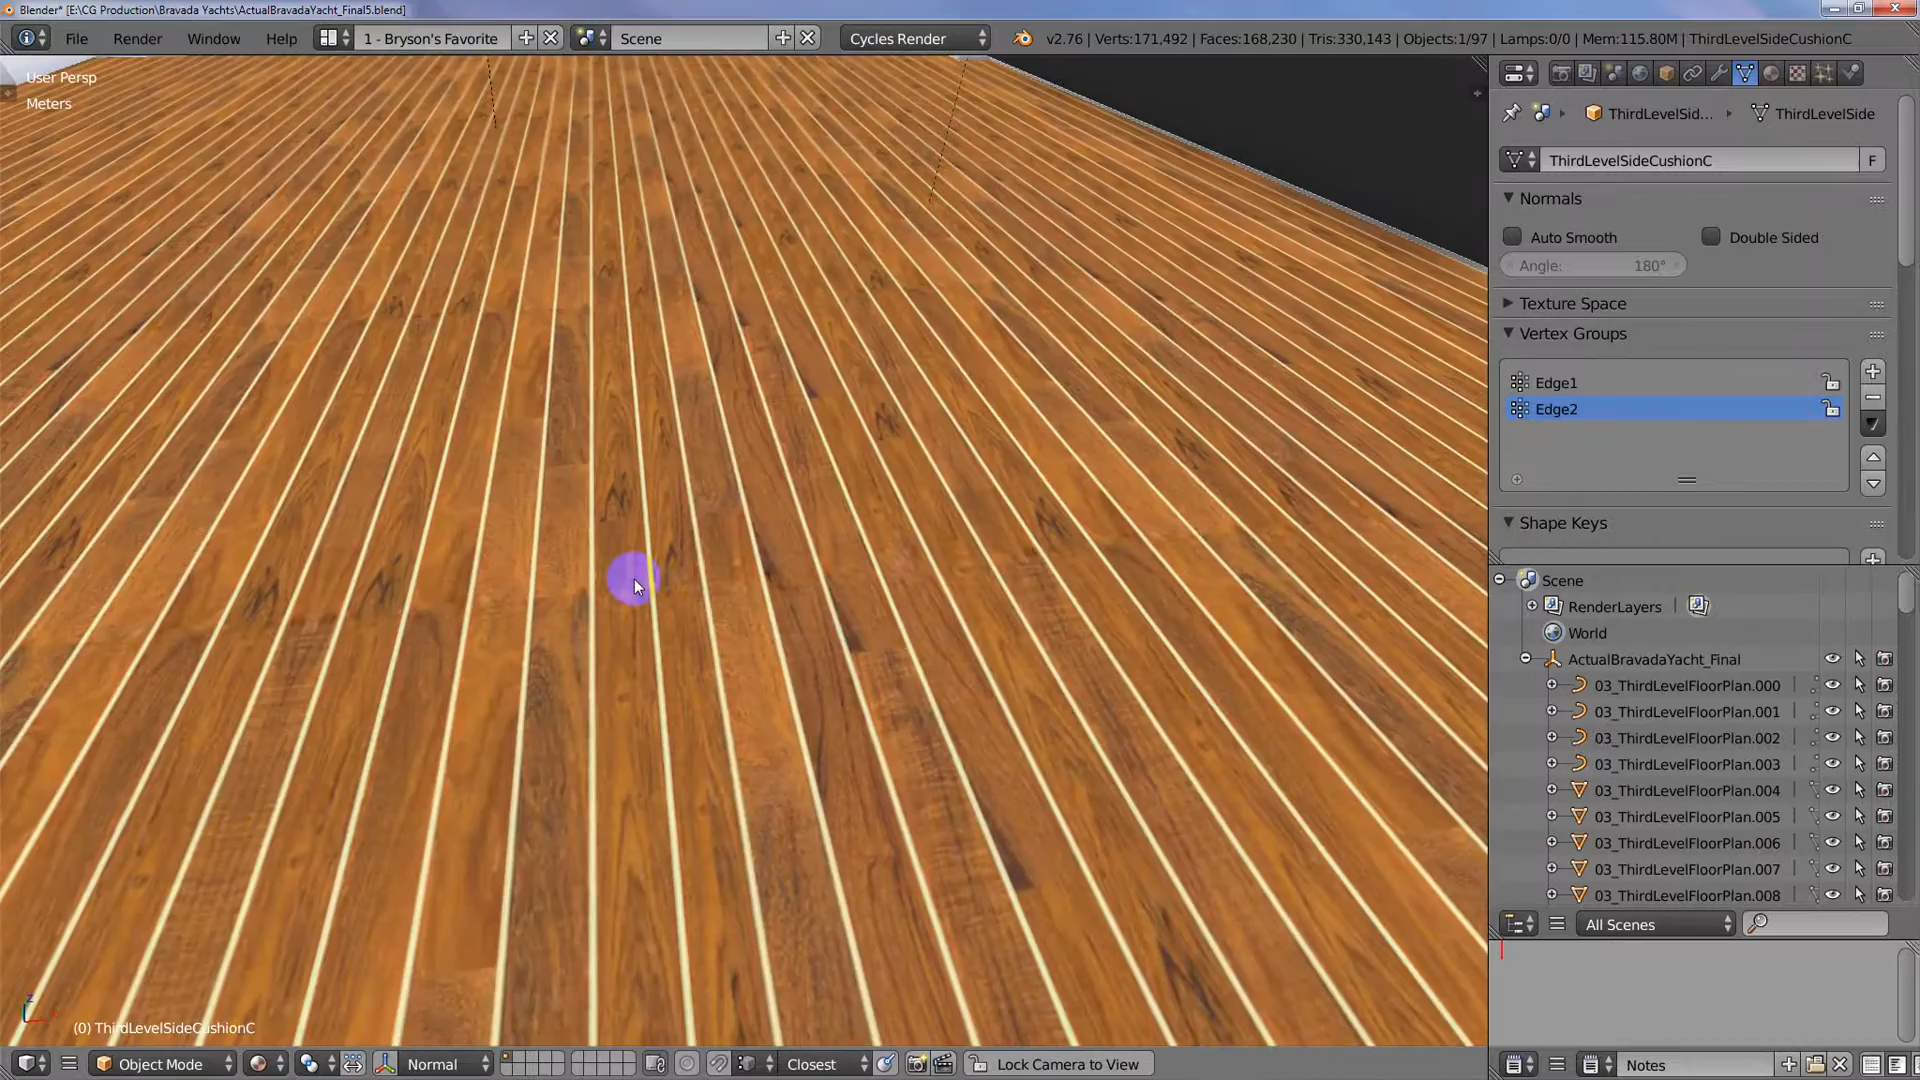 Blender* [E:\CG Production\Bravada Yachts\ActualBravadaYacht_Final5.blend]
File Render Window Help 1 - Bryson's Favorite Scene Cycles Render v2.76 | Verts:171,492 | Faces:168,230 | Tris:330,143 | Objects:1/97 | Lamps:0/0 | Mem:115.80M | ThirdLevelSideCushionC
User Persp
Meters
ThirdLevelSid... ThirdLevelSide
ThirdLevelSideCushionC F
Normals
Auto Smooth Double Sided
Angle: 180°
Texture Space
Vertex Groups
Edge1
Edge2
Shape Keys
Scene
RenderLayers
World
ActualBravadaYacht_Final
03_ThirdLevelFloorPlan.000
03_ThirdLevelFloorPlan.001
03_ThirdLevelFloorPlan.002
03_ThirdLevelFloorPlan.003
03_ThirdLevelFloorPlan.004
03_ThirdLevelFloorPlan.005
03_ThirdLevelFloorPlan.006
03_ThirdLevelFloorPlan.007
03_ThirdLevelFloorPlan.008
All Scenes
z
(0) ThirdLevelSideCushionC
Object Mode Normal Closest Lock Camera to View Notes